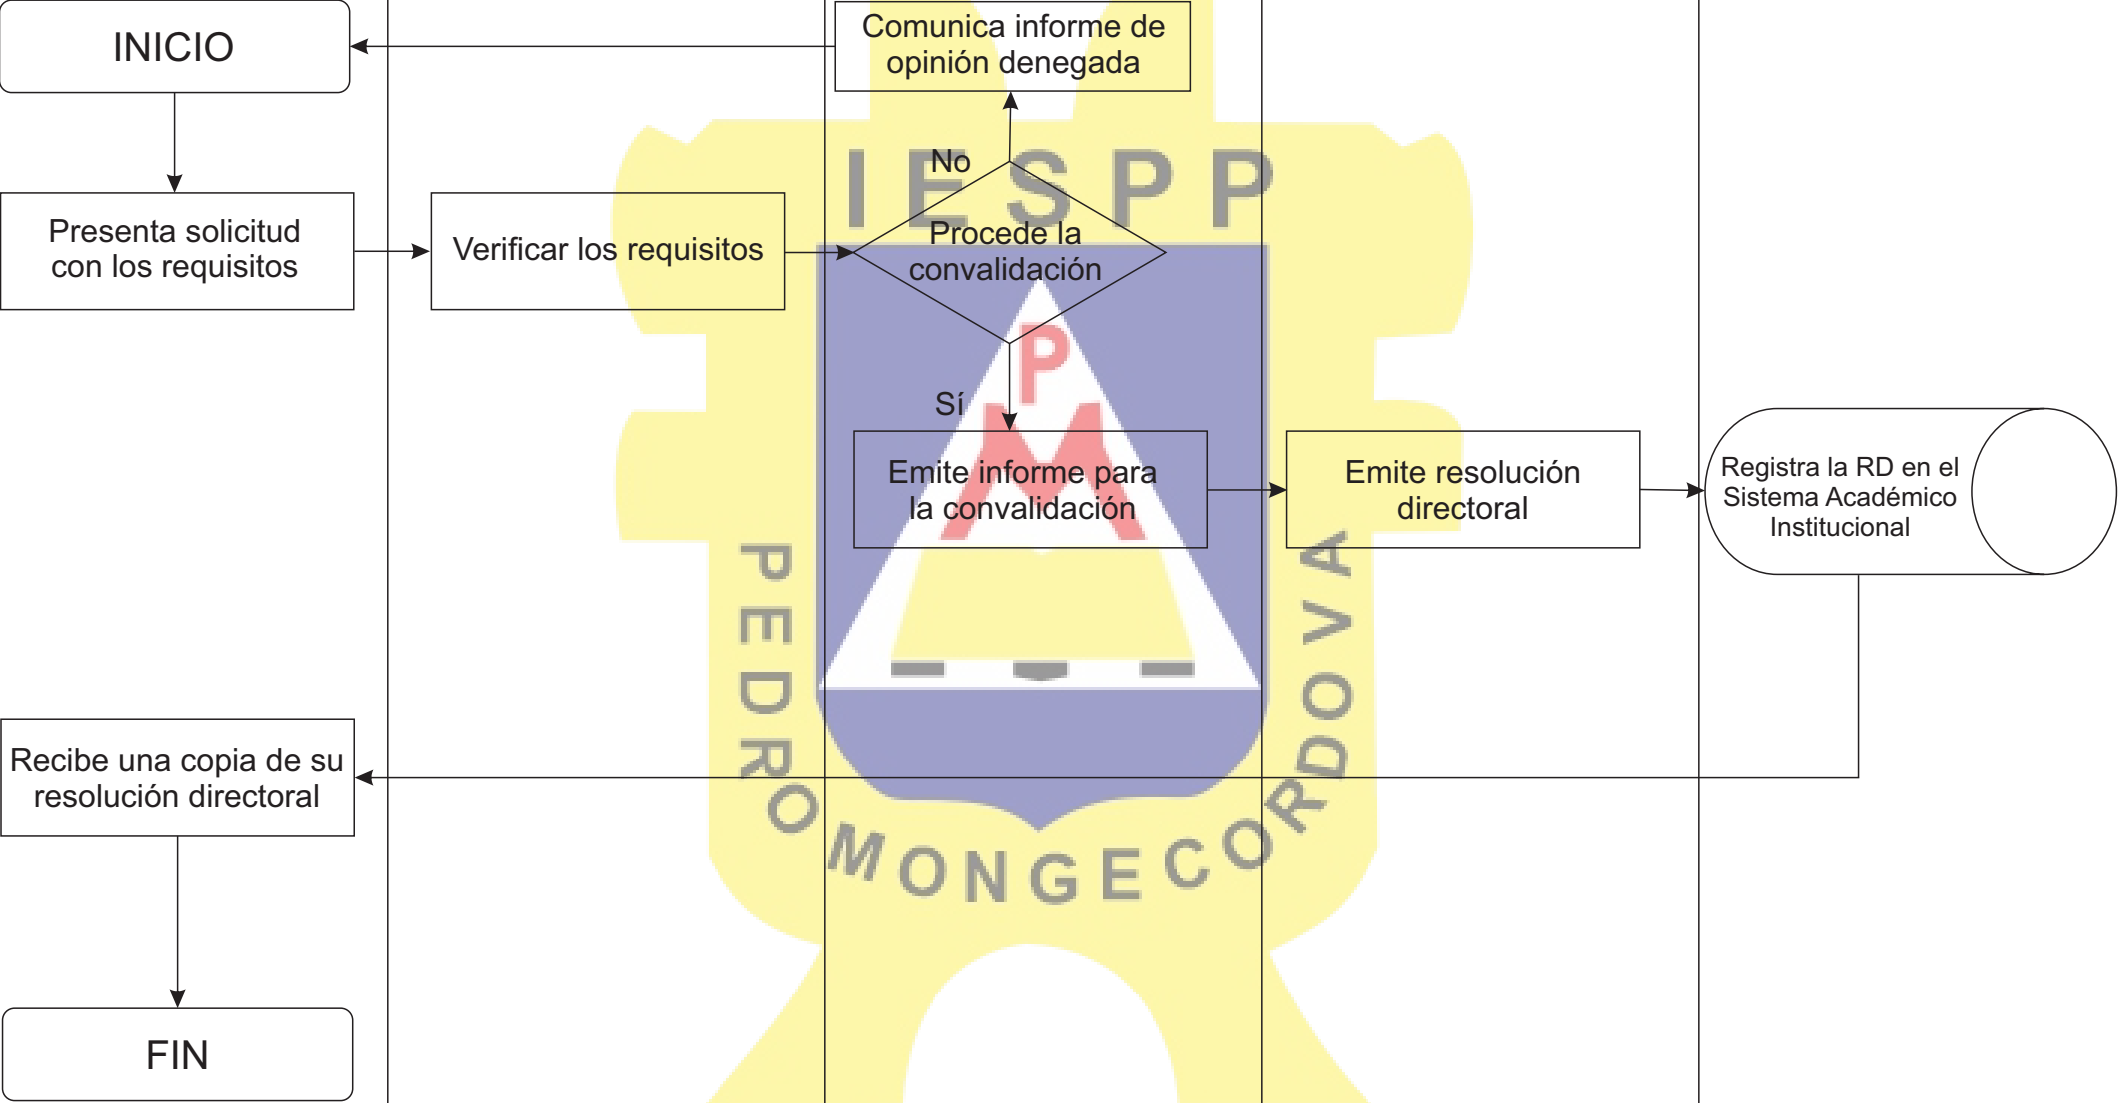 INICIO
Comunica informe de
opinión denegada
No
I E S P P
Presenta solicitud
con los requisitos
Verificar los requisitos
Procede la
convalidación
P
Sí
M
Emite informe para
la convalidación
Emite resolución
directoral
Registra la RD en el
Sistema Académico
Institucional
PEDRO MONGE CORDOVA
Recibe una copia de su
resolución directoral
FIN